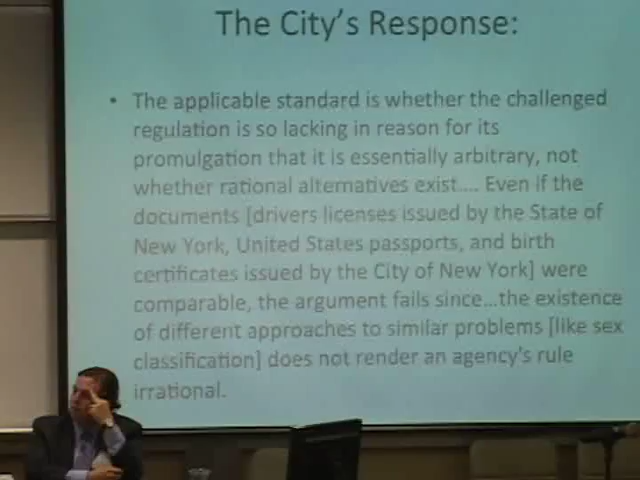 The City's Response:
• The applicable standard is whether the challenged
regulation is so lacking in reason for its
promulgation that it is essentially arbitrary, not
whether rational alternatives exist.... Even if the
documents [drivers licenses issued by the State of
New York, United States passports, and birth
certificates issued by the City of New York] were
comparable, the argument fails since...the existence
of different approaches to similar problems [like sex
classification] does not render an agency's rule
irrational.